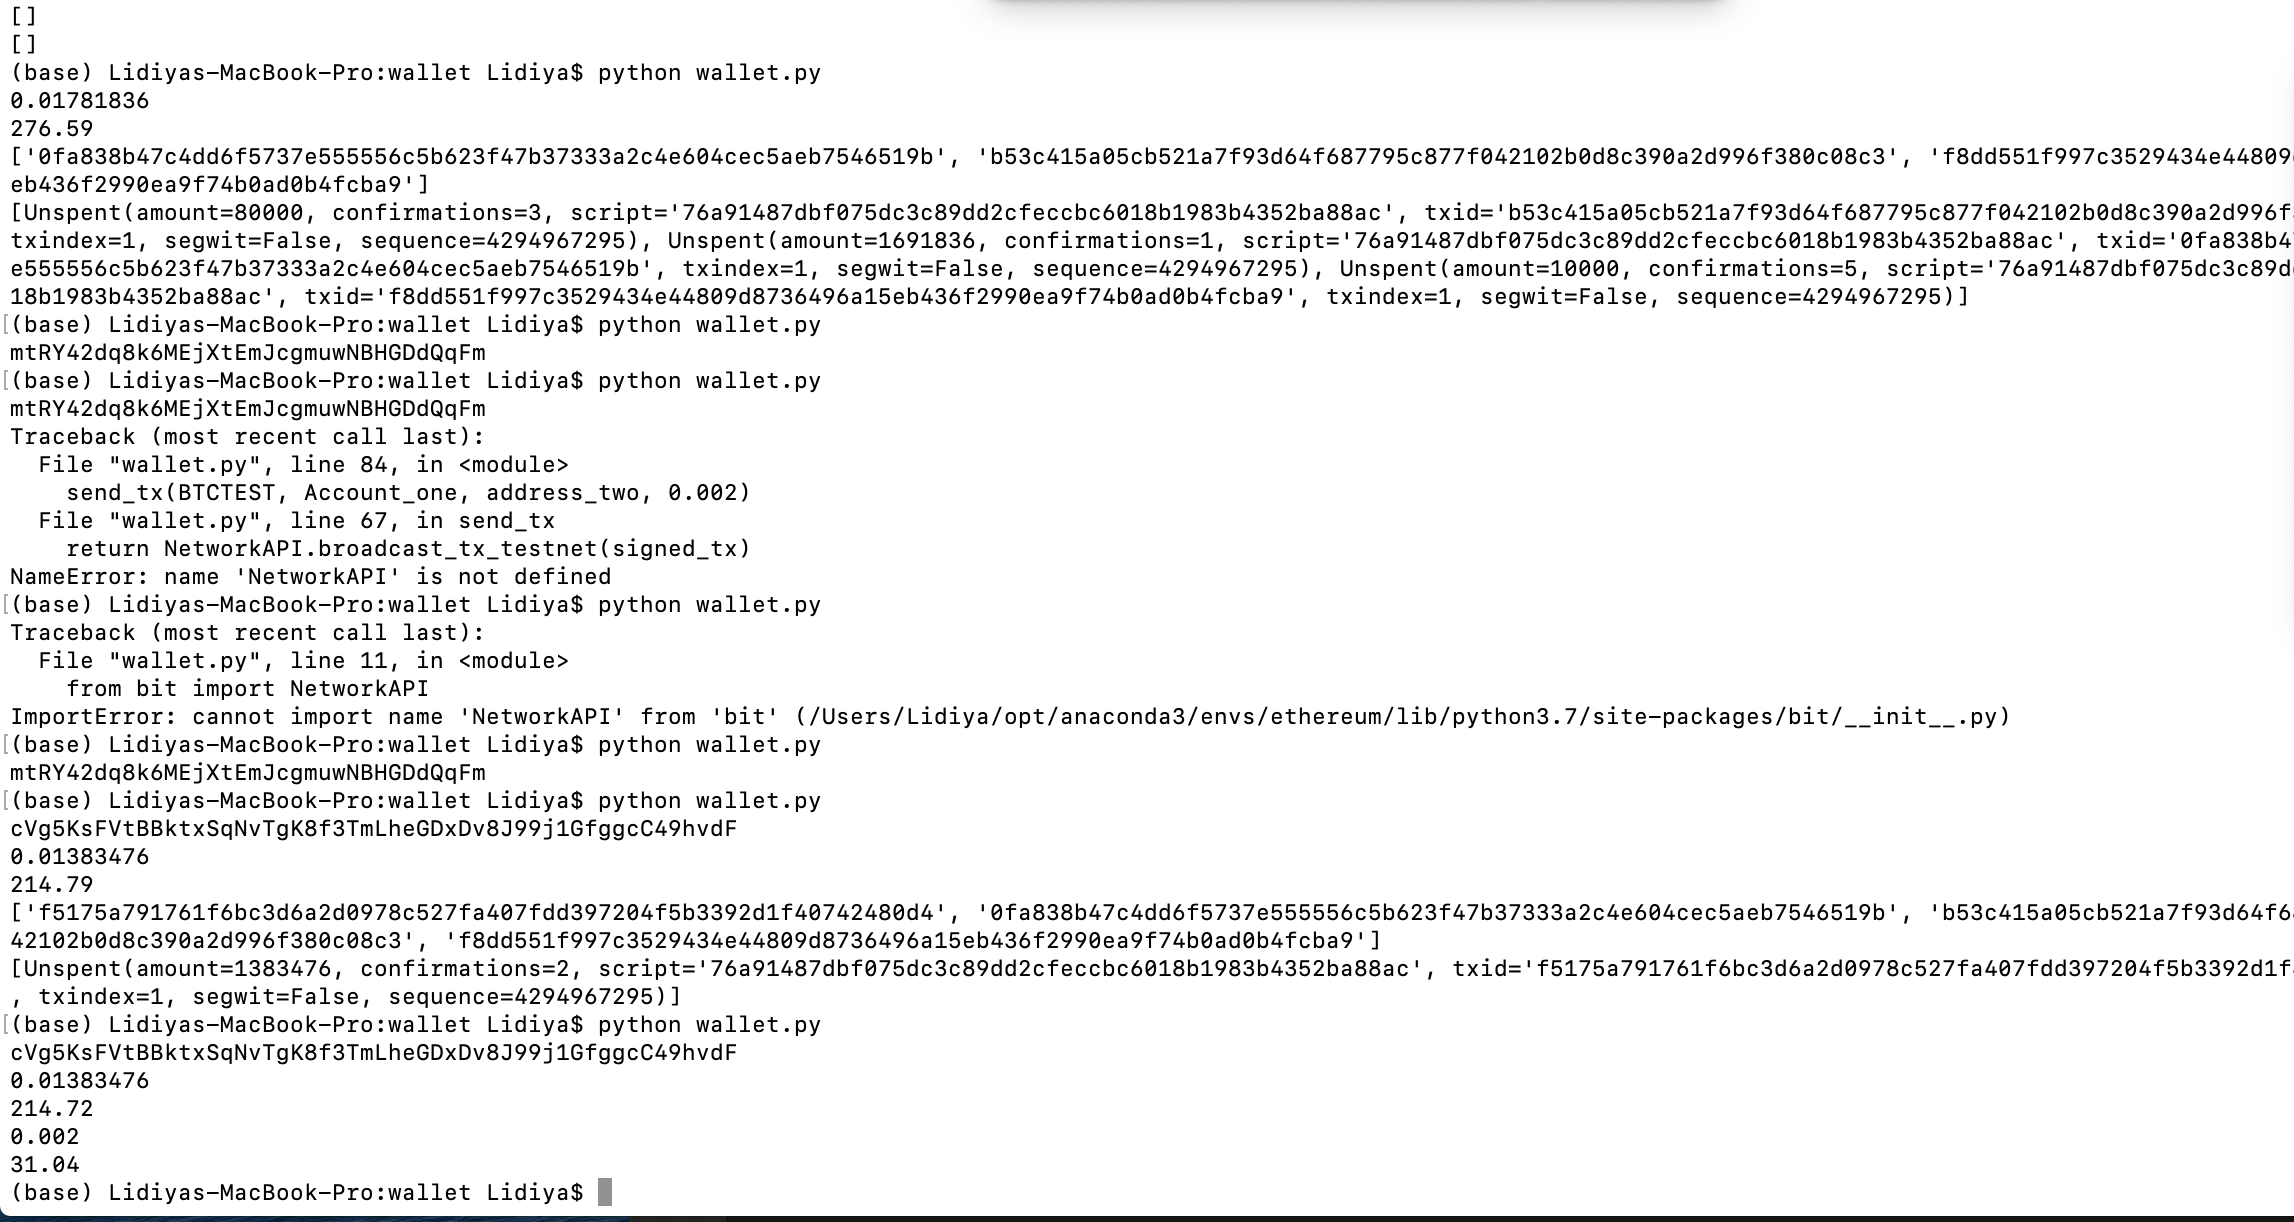 []
[]
(base) Lidiyas-MacBook-Pro:wallet Lidiya$ python wallet.py
0.01781836
276.59
['0fa838b47c4dd6f5737e555556c5b623f47b37333a2c4e604cec5aeb7546519b', 'b53c415a05cb521a7f93d64f687795c877f042102b0d8c390a2d996f380c08c3', 'f8dd551f997c3529434e44809
eb436f2990ea9f74b0ad0b4fcba9']
[Unspent(amount=80000, confirmations=3, script='76a91487dbf075dc3c89dd2cfeccbc6018b1983b4352ba88ac', txid='b53c415a05cb521a7f93d64f687795c877f042102b0d8c390a2d996f
txindex=1, segwit=False, sequence=4294967295), Unspent(amount=1691836, confirmations=1, script='76a91487dbf075dc3c89dd2cfeccbc6018b1983b4352ba88ac', txid='0fa838b4
e555556c5b623f47b37333a2c4e604cec5aeb7546519b', txindex=1, segwit=False, sequence=4294967295), Unspent(amount=10000, confirmations=5, script='76a91487dbf075dc3c89d
18b1983b4352ba88ac', txid='f8dd551f997c3529434e44809d8736496a15eb436f2990ea9f74b0ad0b4fcba9', txindex=1, segwit=False, sequence=4294967295)]
[(base) Lidiyas-MacBook-Pro:wallet Lidiya$ python wallet.py
mtRY42dq8k6MEjXtEmJcgmuwNBHGDdQqFm
[(base) Lidiyas-MacBook-Pro:wallet Lidiya$ python wallet.py
mtRY42dq8k6MEjXtEmJcgmuwNBHGDdQqFm
Traceback (most recent call last):
  File "wallet.py", line 84, in <module>
    send_tx(BTCTEST, Account_one, address_two, 0.002)
  File "wallet.py", line 67, in send_tx
    return NetworkAPI.broadcast_tx_testnet(signed_tx)
NameError: name 'NetworkAPI' is not defined
[(base) Lidiyas-MacBook-Pro:wallet Lidiya$ python wallet.py
Traceback (most recent call last):
  File "wallet.py", line 11, in <module>
    from bit import NetworkAPI
ImportError: cannot import name 'NetworkAPI' from 'bit' (/Users/Lidiya/opt/anaconda3/envs/ethereum/lib/python3.7/site-packages/bit/__init__.py)
[(base) Lidiyas-MacBook-Pro:wallet Lidiya$ python wallet.py
mtRY42dq8k6MEjXtEmJcgmuwNBHGDdQqFm
[(base) Lidiyas-MacBook-Pro:wallet Lidiya$ python wallet.py
cVg5KsFVtBBktxSqNvTgK8f3TmLheGDxDv8J99j1GfggcC49hvdF
0.01383476
214.79
['f5175a791761f6bc3d6a2d0978c527fa407fdd397204f5b3392d1f40742480d4', '0fa838b47c4dd6f5737e555556c5b623f47b37333a2c4e604cec5aeb7546519b', 'b53c415a05cb521a7f93d64f6
42102b0d8c390a2d996f380c08c3', 'f8dd551f997c3529434e44809d8736496a15eb436f2990ea9f74b0ad0b4fcba9']
[Unspent(amount=1383476, confirmations=2, script='76a91487dbf075dc3c89dd2cfeccbc6018b1983b4352ba88ac', txid='f5175a791761f6bc3d6a2d0978c527fa407fdd397204f5b3392d1f
, txindex=1, segwit=False, sequence=4294967295)]
[(base) Lidiyas-MacBook-Pro:wallet Lidiya$ python wallet.py
cVg5KsFVtBBktxSqNvTgK8f3TmLheGDxDv8J99j1GfggcC49hvdF
0.01383476
214.72
0.002
31.04
(base) Lidiyas-MacBook-Pro:wallet Lidiya$